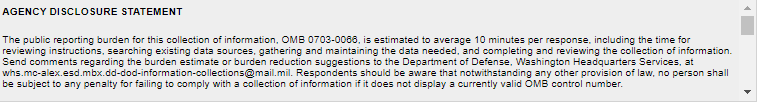 AGENCY DISCLOSURE STATEMENT
The public reporting burden for this collection of information, OMB 0703-0066, is estimated to average 10 minutes per response, including the time for
reviewing instructions, searching existing data sources, gathering and maintaining the data needed, and completing and reviewing the collection of information.
Send comments regarding the burden estimate or burden reduction suggestions to the Department of Defense, Washington Headquarters Services, at
whs.mc-alex.esd.mbx.dd-dod-information-collections@mail.mil. Respondents should be aware that notwithstanding any other provision of law, no person shall
be subject to any penalty for failing to comply with a collection of information if it does not display a currently valid OMB control number.